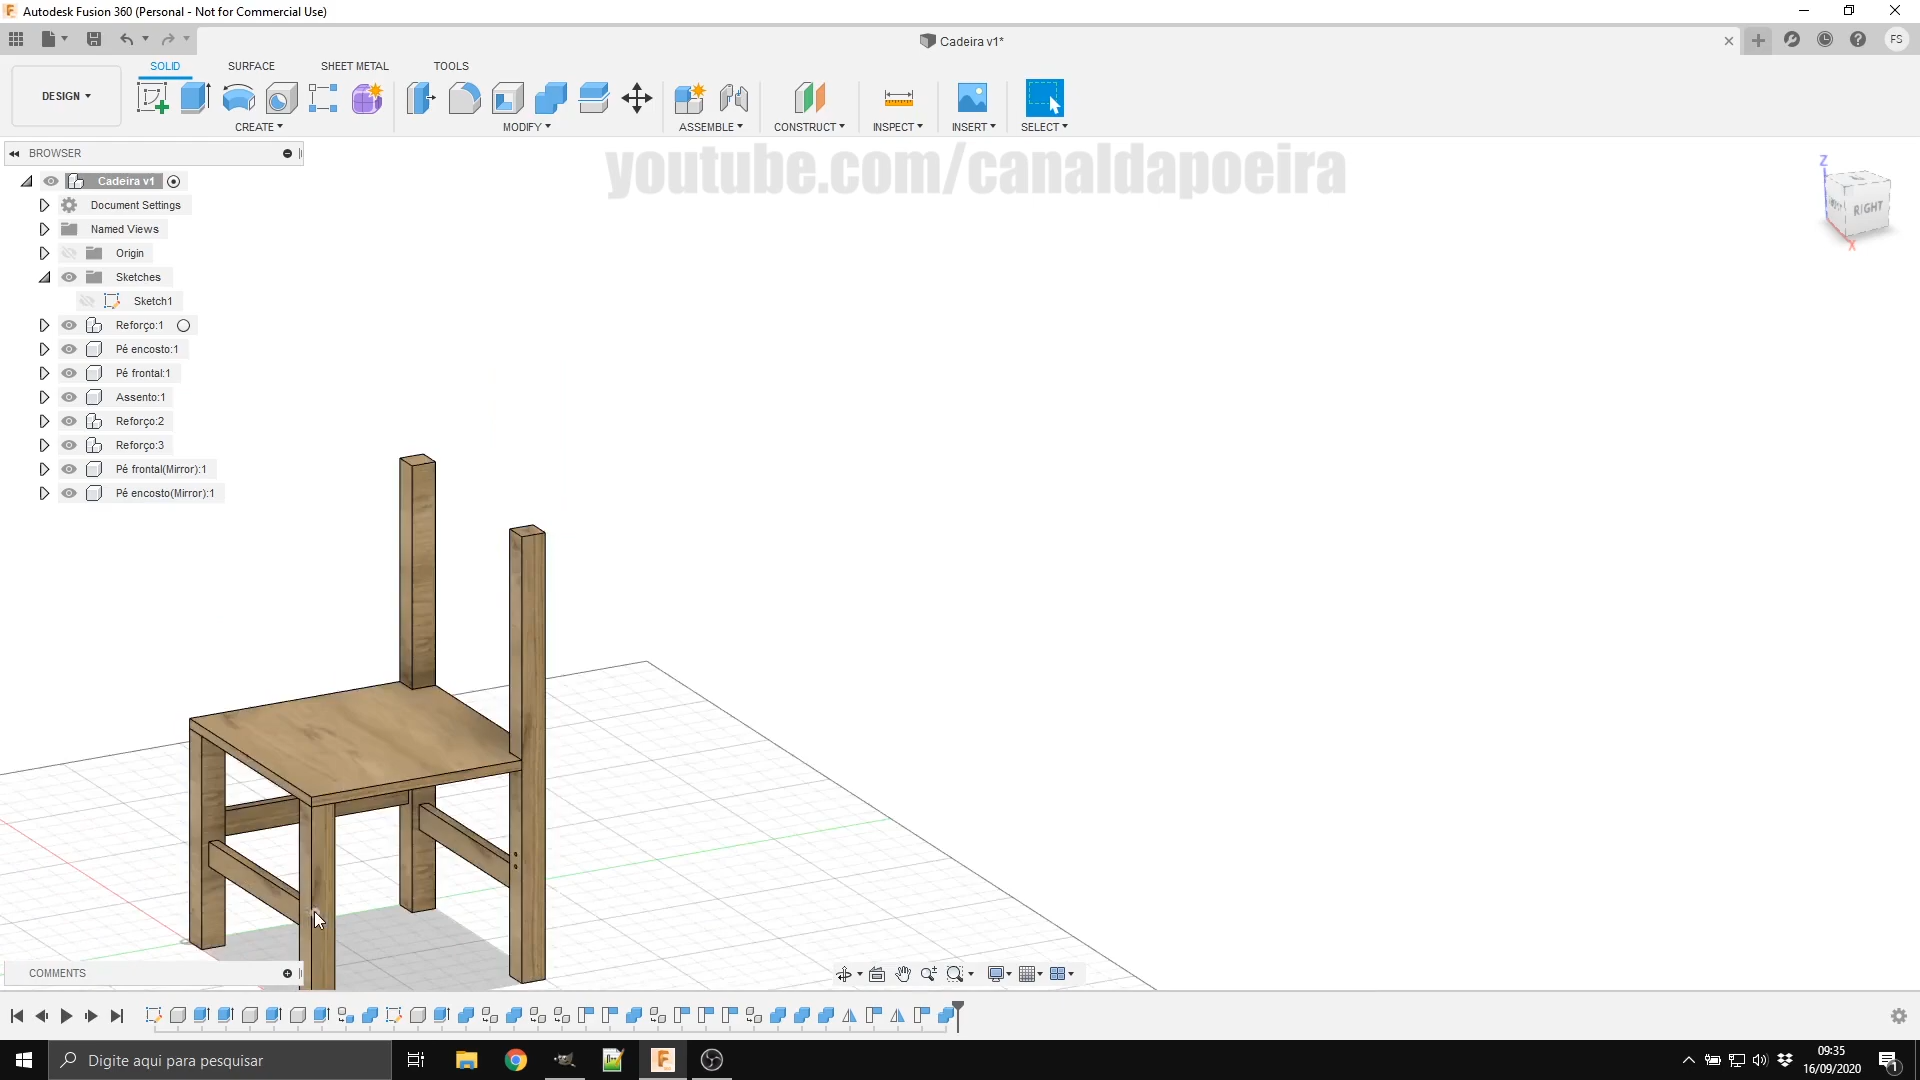 Autodesk Fusion 360 (Personal - Not for Commercial Use)
Cadeira v1*
FS
SOLID SURFACE SHEET METAL TOOLS
DESIGN
CREATE MODIFY ASSEMBLE CONSTRUCT INSPECT INSERT SELECT
BROWSER
youtube.com/canaldapoeira
Cadeira v1
Document Settings
Named Views
Origin
Sketches
Sketch1
Reforço:1
Pé encosto:1
Pé frontal:1
Assento:1
Reforço:2
Reforço:3
Pé frontal(Mirror):1
Pé encosto(Mirror):1
Z
RIGHT
X
COMMENTS
Digite aqui para pesquisar
09:35
16/09/2020
1